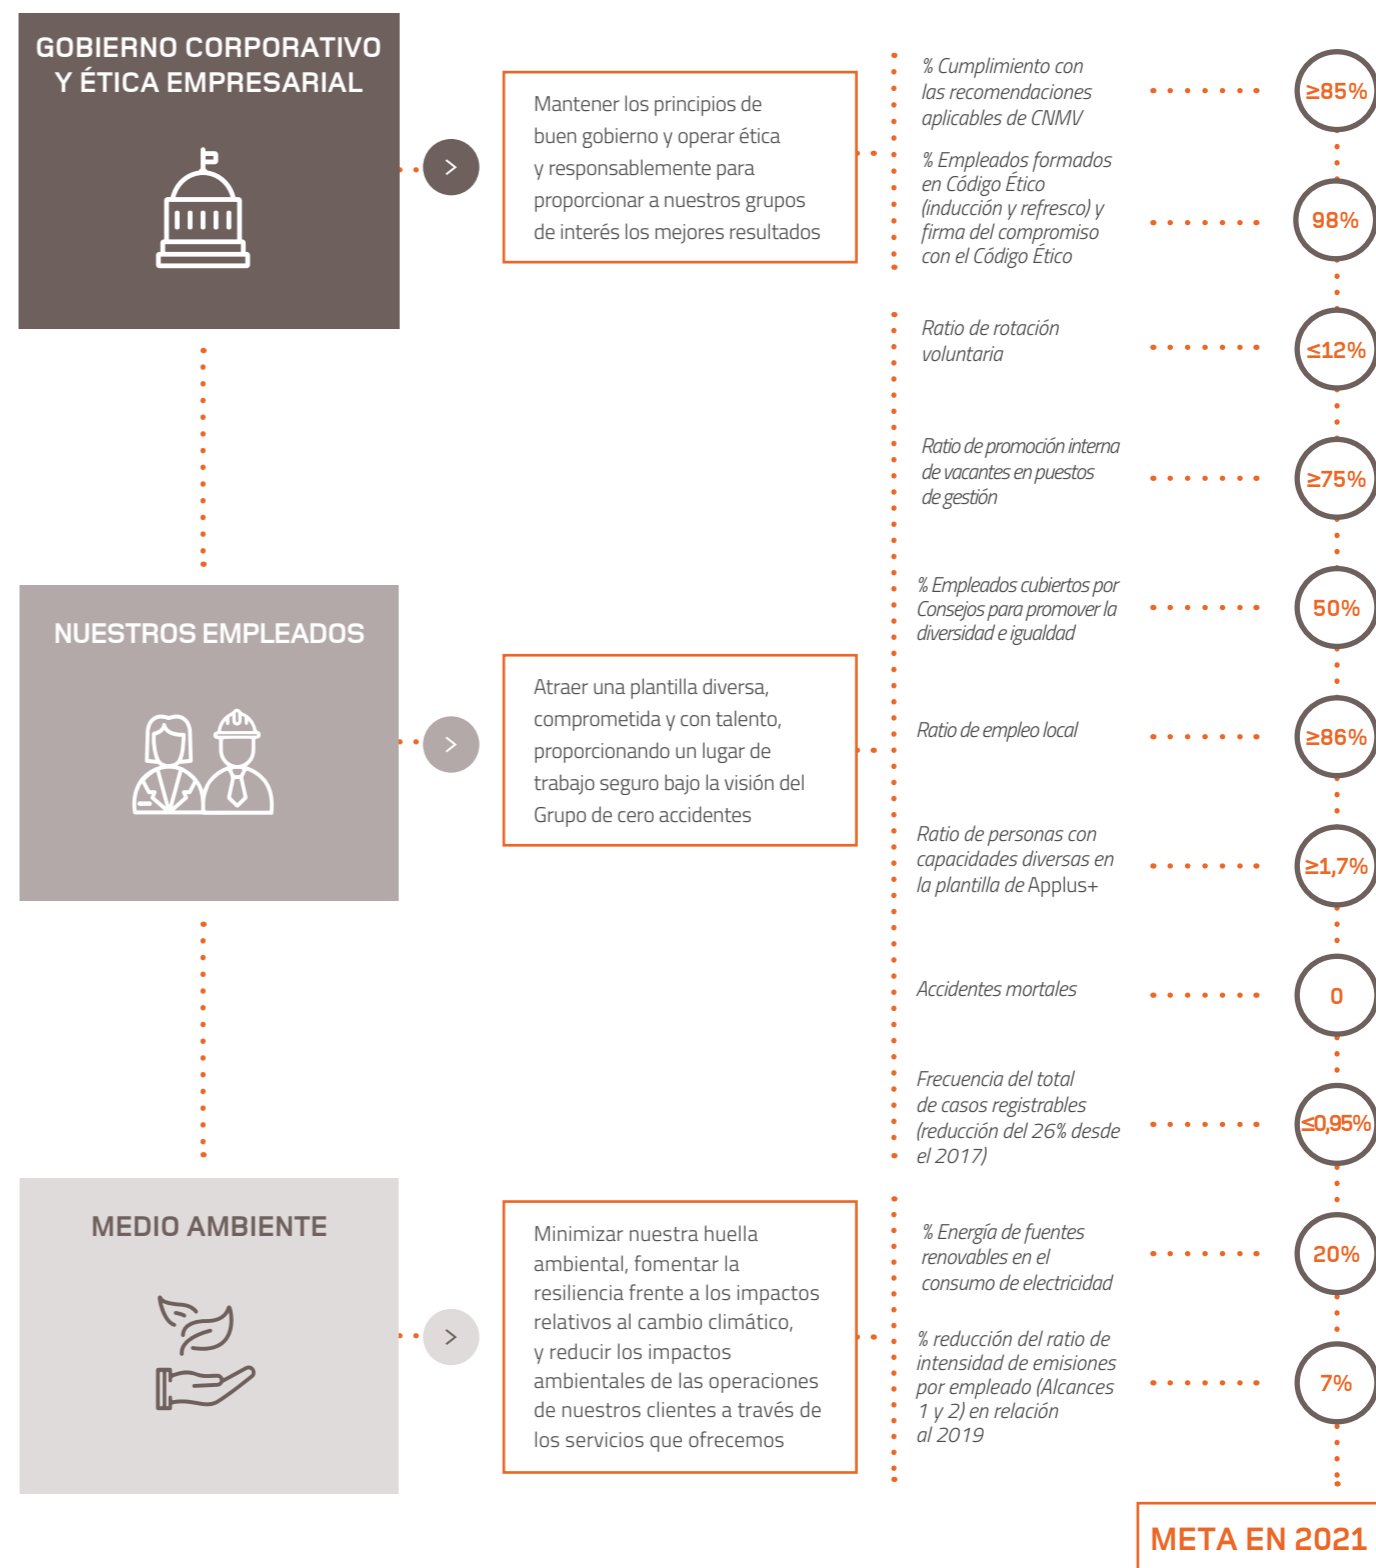 GOBIERNO CORPORATIVO
Y ÉTICA EMPRESARIAL
Mantener los principios de
buen gobierno y operar ética
y responsablemente para
proporcionar a nuestros grupos
de interés los mejores resultados
% Cumplimiento con
las recomendaciones
aplicables de CNMV
≥85%
% Empleados formados
en Código Ético
(inducción y refresco) y
firma del compromiso
con el Código Ético
98%
NUESTROS EMPLEADOS
Atraer una plantilla diversa,
comprometida y con talento,
proporcionando un lugar de
trabajo seguro bajo la visión del
Grupo de cero accidentes
Ratio de rotación
voluntaria
≤12%
Ratio de promoción interna
de vacantes en puestos
de gestión
≥75%
% Empleados cubiertos por
Consejos para promover la
diversidad e igualdad
50%
Ratio de empleo local
≥86%
Ratio de personas con
capacidades diversas en
la plantilla de Applus+
≥1,7%
Accidentes mortales
0
Frecuencia del total
de casos registrables
(reducción del 26% desde
el 2017)
≤0,95%
MEDIO AMBIENTE
Minimizar nuestra huella
ambiental, fomentar la
resiliencia frente a los impactos
relativos al cambio climático,
y reducir los impactos
ambientales de las operaciones
de nuestros clientes a través de
los servicios que ofrecemos
% Energía de fuentes
renovables en el
consumo de electricidad
20%
% reducción del ratio de
intensidad de emisiones
por empleado (Alcances
1 y 2) en relación
al 2019
7%
META EN 2021